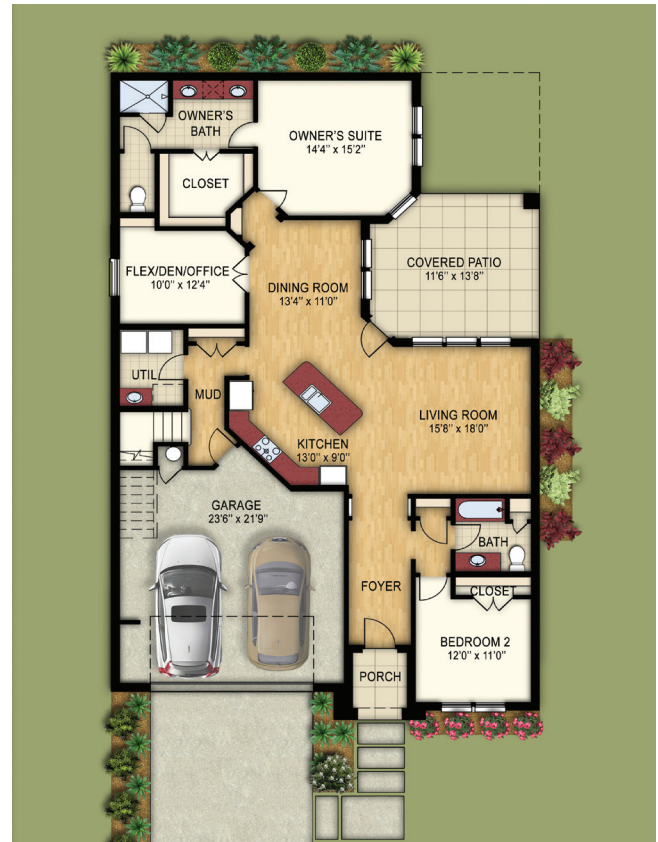 OWNER'S
BATH
OWNER'S SUITE
14'4" x 15'2"
CLOSET
FLEX/DEN/OFFICE
10'0" x 12'4"
COVERED PATIO
11'6" x 13'8"
DINING ROOM
13'4" x 11'0"
UTIL
MUD
LIVING ROOM
15'8" x 18'0"
KITCHEN
13'0" x 9'0"
GARAGE
23'6" x 21'9"
BATH
FOYER
CLOSET
BEDROOM 2
12'0" x 11'0"
PORCH